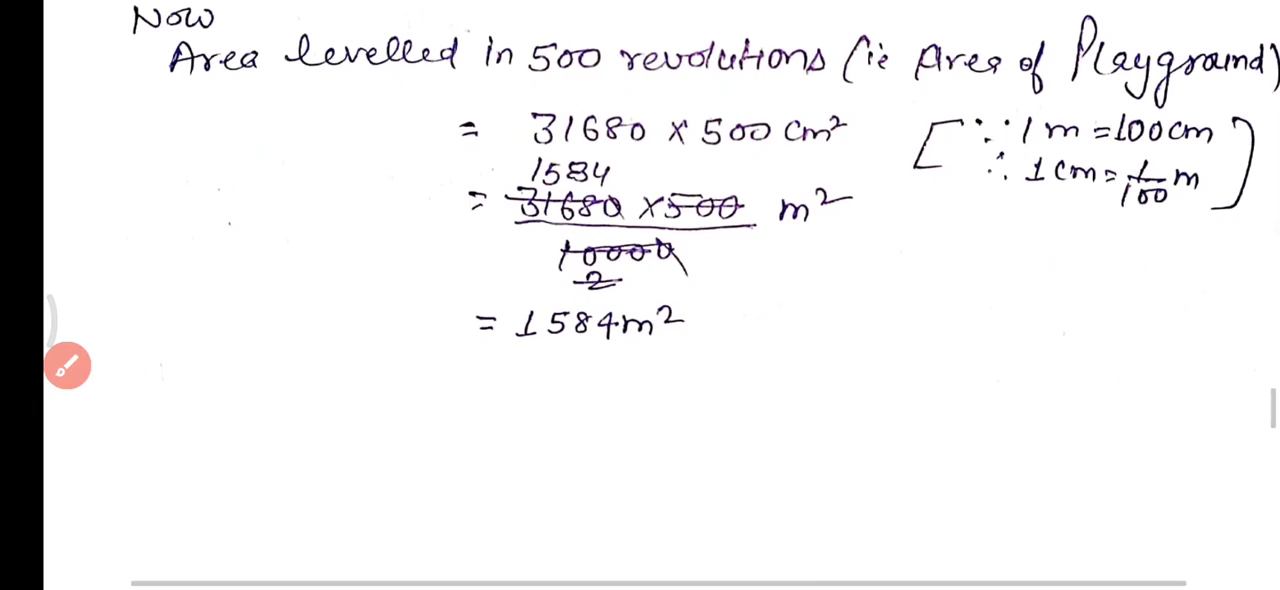 Now
Area levelled in 500 revolutions (ie Area of Playground)
= 31680 × 500 cm² [∵ 1 m = 100 cm
1584
∴ 1 cm = 1/100 m]
= 31680 × 500 m²
10000
2
= 1584 m²